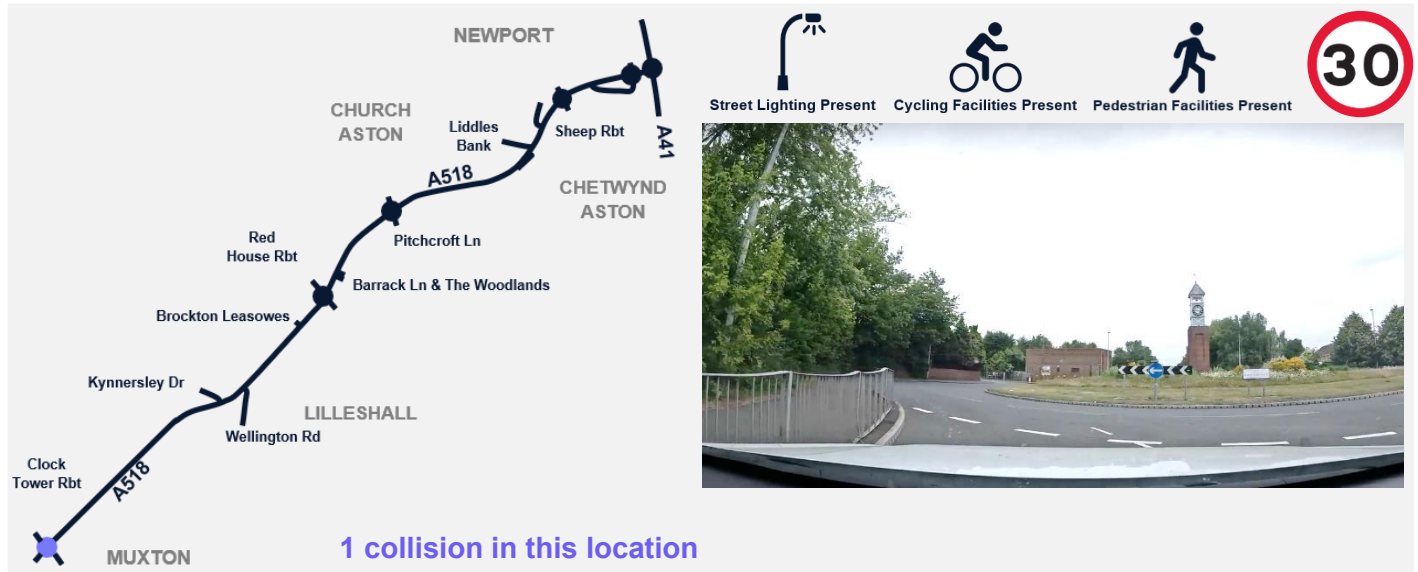 NEWPORT
CHURCH
ASTON
Liddles
Bank
Sheep Rbt
A41
A518
CHETWYND
ASTON
Pitchcroft Ln
Red
House Rbt
Barrack Ln & The Woodlands
Brockton Leasowes
Kynnersley Dr
LILLESHALL
Wellington Rd
Clock
Tower Rbt
A518
MUXTON
1 collision in this location
Street Lighting Present
Cycling Facilities Present
Pedestrian Facilities Present
30